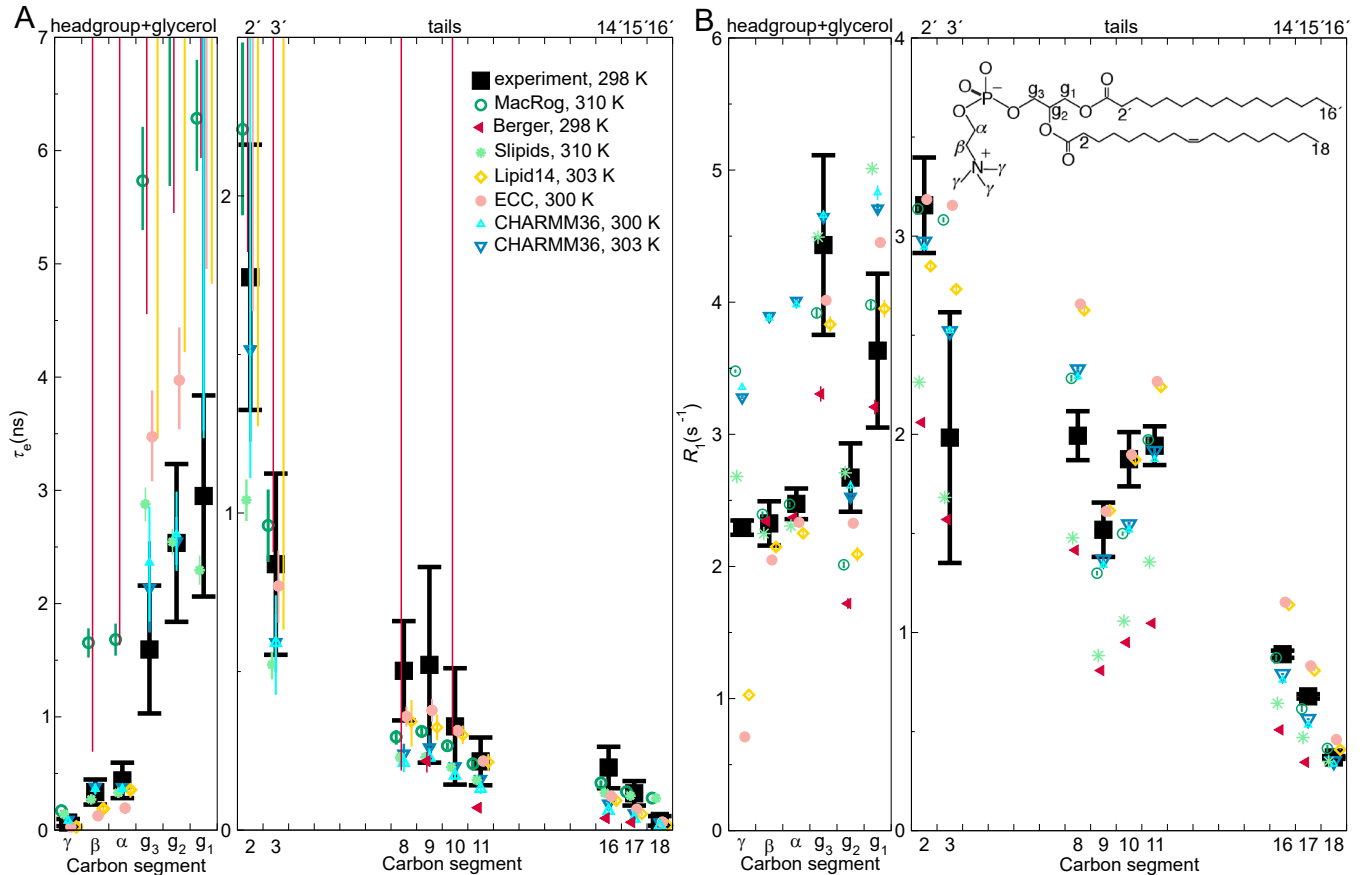 A
headgroup+glycerol
2´ 3´ tails 14´ 15´ 16´
7
6
5
4
3
2
1
0
τe(ns)
2
1
experiment, 298 K
MacRog, 310 K
Berger, 298 K
Slipids, 310 K
Lipid14, 303 K
ECC, 300 K
CHARMM36, 300 K
CHARMM36, 303 K
γ β α g3 g2 g1
Carbon segment
2 3 8 9 10 11 16 17 18
Carbon segment
B
headgroup+glycerol
2´ 3´ tails 14´ 15´ 16´
6
5
4
3
2
1
0
R1(s-1)
4
3
2
1
O
O
P
−
O
O
g3
g2
g1
O
O
2´
16´
α
β
O
O
2
18
+
N
γ
γ
γ
γ β α g3 g2 g1
Carbon segment
2 3 8 9 10 11 16 17 18
Carbon segment